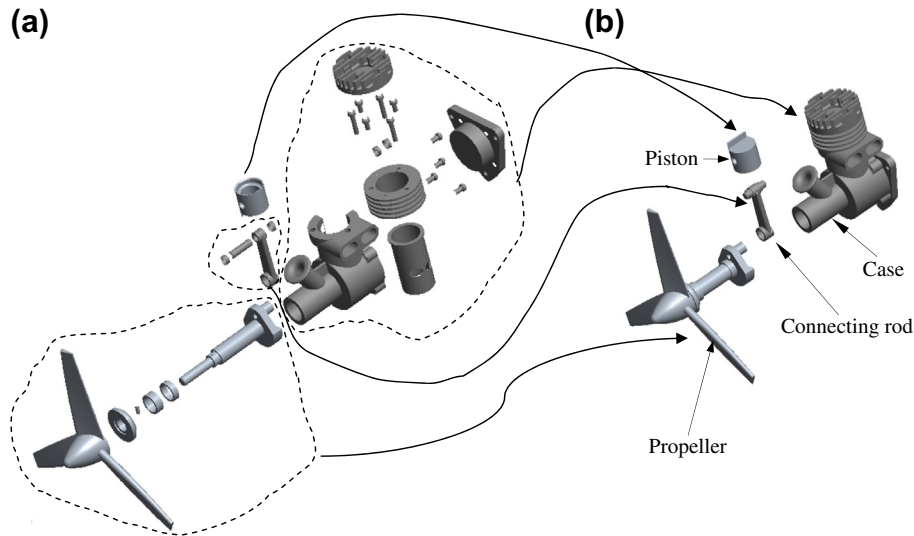 (a)
(b)
Piston
Case
Connecting rod
Propeller